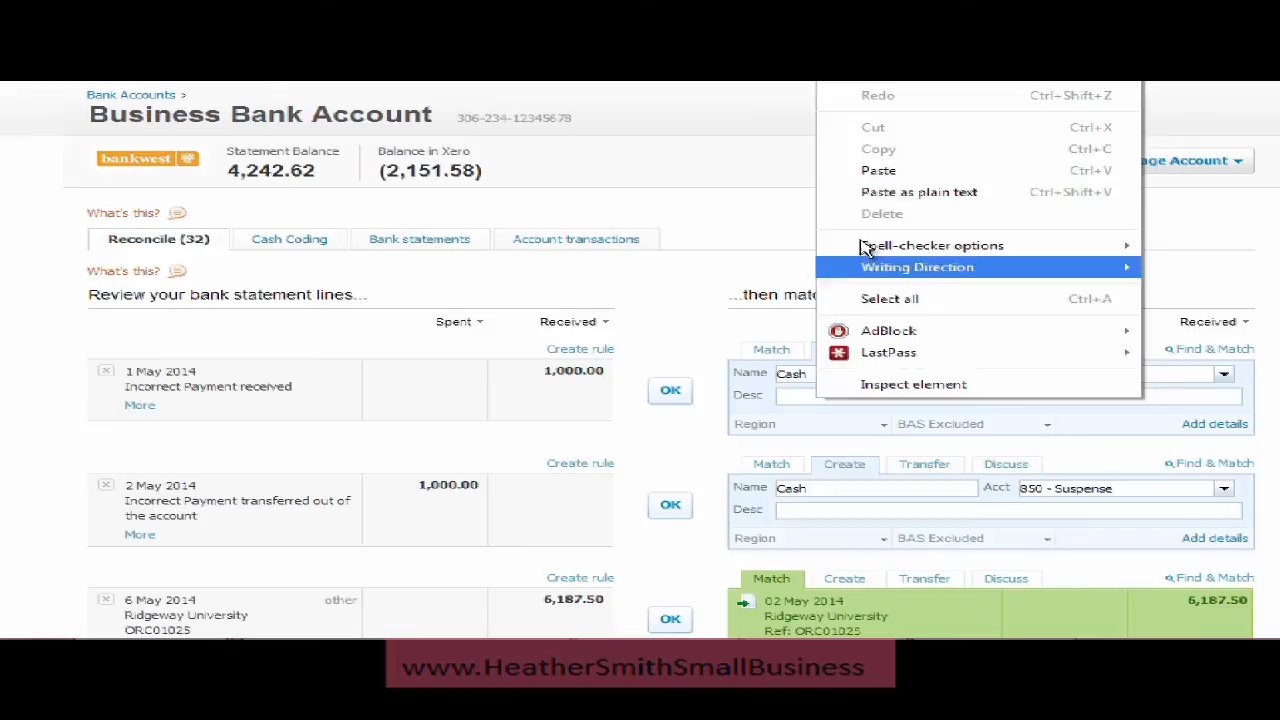 Bank Accounts >
Business Bank Account 306-234-12345678
bankwest
Statement Balance
4,242.62
Balance in Xero
(2,151.58)
age Account
What's this?
Reconcile (32) Cash Coding Bank statements Account transactions
What's this?
Review your bank statement lines...
...then matc
Spent Received Received
Create rule
1 May 2014 1,000.00
Incorrect Payment received
More
OK
Match Find & Match
Name Cash
Desc
Region BAS Excluded Add details
Create rule
2 May 2014 1,000.00
Incorrect Payment transferred out of
the account
More
OK
Match Create Transfer Discuss Find & Match
Name Cash Acct 850 - Suspense
Desc
Region BAS Excluded Add details
Create rule
6 May 2014 other 6,187.50
Ridgeway University
ORC01025
OK
Match Create Transfer Discuss Find & Match
02 May 2014 6,187.50
Ridgeway University
Ref: ORC01025
Redo Ctrl+Shift+Z
Cut Ctrl+X
Copy Ctrl+C
Paste Ctrl+V
Paste as plain text Ctrl+Shift+V
Delete
Spell-checker options
Writing Direction
Select all Ctrl+A
AdBlock
LastPass
Inspect element
www.HeatherSmithSmallBusiness